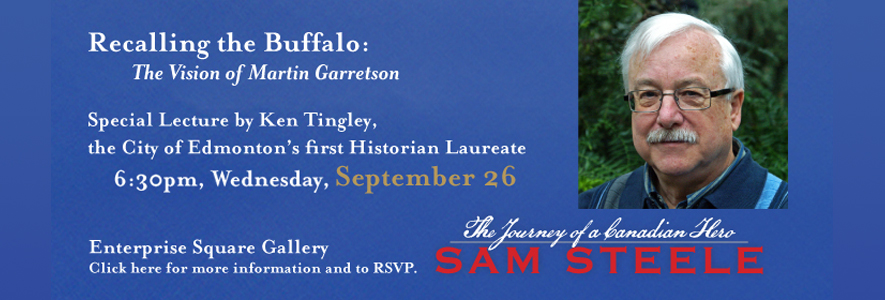 Recalling the Buffalo:
The Vision of Martin Garretson
Special Lecture by Ken Tingley,
the City of Edmonton's first Historian Laureate
6:30pm, Wednesday, September 26
Enterprise Square Gallery
Click here for more information and to RSVP.
The Journey of a Canadian Hero
SAM STEELE